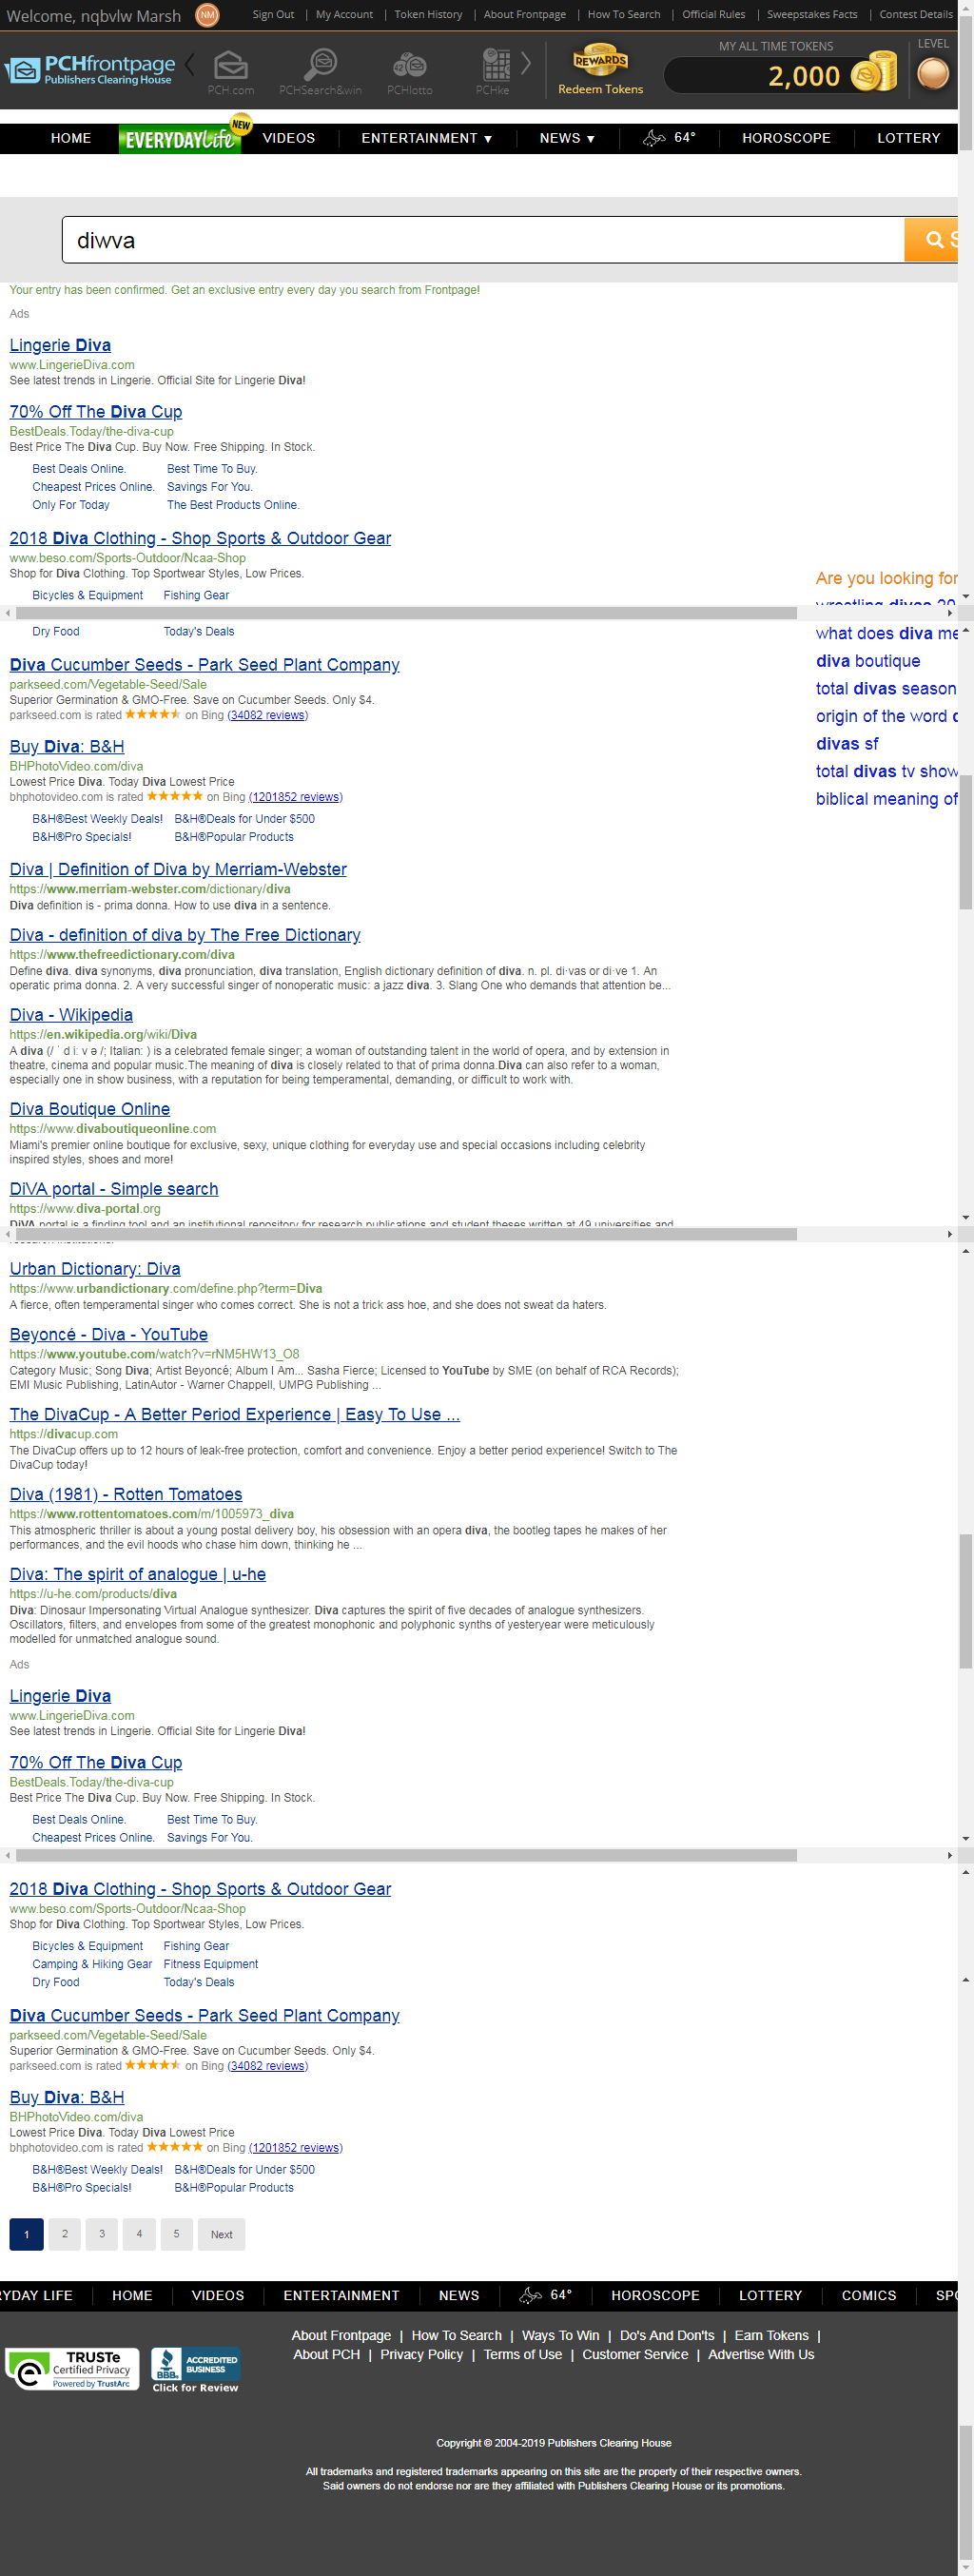 Welcome, nqbvlw Marsh NM Sign Out | My Account | Token History | About Frontpage | How To Search | Official Rules | Sweepstakes Facts | Contest Details
PCHfrontpage
Publishers Clearing House
PCH.com PCHSearch&win PCHlotto PCHke
REWARDS
Redeem Tokens
MY ALL TIME TOKENS
2,000
LEVEL
HOME EVERYDAY Life NEW VIDEOS ENTERTAINMENT ▼ NEWS ▼ 64° HOROSCOPE LOTTERY
diwva
S
Your entry has been confirmed. Get an exclusive entry every day you search from Frontpage!
Ads
Lingerie Diva
www.LingerieDiva.com
See latest trends in Lingerie. Official Site for Lingerie Diva!
70% Off The Diva Cup
BestDeals.Today/the-diva-cup
Best Price The Diva Cup. Buy Now. Free Shipping. In Stock.
Best Deals Online. Best Time To Buy.
Cheapest Prices Online. Savings For You.
Only For Today The Best Products Online.
2018 Diva Clothing - Shop Sports & Outdoor Gear
www.beso.com/Sports-Outdoor/Ncaa-Shop
Shop for Diva Clothing. Top Sportwear Styles, Low Prices.
Bicycles & Equipment Fishing Gear
Are you looking for
wrestling divas 20
Dry Food Today's Deals
what does diva me
diva boutique
total divas season
origin of the word d
divas sf
total divas tv show
biblical meaning of
Diva Cucumber Seeds - Park Seed Plant Company
parkseed.com/Vegetable-Seed/Sale
Superior Germination & GMO-Free. Save on Cucumber Seeds. Only $4.
parkseed.com is rated ★★★★★ on Bing (34082 reviews)
Buy Diva: B&H
BHPhotoVideo.com/diva
Lowest Price Diva. Today Diva Lowest Price
bhphotovideo.com is rated ★★★★★ on Bing (1201852 reviews)
B&H®Best Weekly Deals! B&H®Deals for Under $500
B&H®Pro Specials! B&H®Popular Products
Diva | Definition of Diva by Merriam-Webster
https://www.merriam-webster.com/dictionary/diva
Diva definition is - prima donna. How to use diva in a sentence.
Diva - definition of diva by The Free Dictionary
https://www.thefreedictionary.com/diva
Define diva. diva synonyms, diva pronunciation, diva translation, English dictionary definition of diva. n. pl. di·vas or di·ve 1. An
operatic prima donna. 2. A very successful singer of nonoperatic music: a jazz diva. 3. Slang One who demands that attention be...
Diva - Wikipedia
https://en.wikipedia.org/wiki/Diva
A diva (/ ˈ d iː v ə /; Italian: ) is a celebrated female singer; a woman of outstanding talent in the world of opera, and by extension in
theatre, cinema and popular music.The meaning of diva is closely related to that of prima donna.Diva can also refer to a woman,
especially one in show business, with a reputation for being temperamental, demanding, or difficult to work with.
Diva Boutique Online
https://www.divaboutiqueonline.com
Miami's premier online boutique for exclusive, sexy, unique clothing for everyday use and special occasions including celebrity
inspired styles, shoes and more!
DiVA portal - Simple search
https://www.diva-portal.org
DiVA portal is a finding tool and an institutional repository for research publications and student theses written at 49 universities and
research institutions.
Urban Dictionary: Diva
https://www.urbandictionary.com/define.php?term=Diva
A fierce, often temperamental singer who comes correct. She is not a trick ass hoe, and she does not sweat da haters.
Beyoncé - Diva - YouTube
https://www.youtube.com/watch?v=rNM5HW13_O8
Category Music; Song Diva; Artist Beyoncé; Album I Am... Sasha Fierce; Licensed to YouTube by SME (on behalf of RCA Records);
EMI Music Publishing, LatinAutor - Warner Chappell, UMPG Publishing ...
The DivaCup - A Better Period Experience | Easy To Use ...
https://divacup.com
The DivaCup offers up to 12 hours of leak-free protection, comfort and convenience. Enjoy a better period experience! Switch to The
DivaCup today!
Diva (1981) - Rotten Tomatoes
https://www.rottentomatoes.com/m/1005973_diva
This atmospheric thriller is about a young postal delivery boy, his obsession with an opera diva, the bootleg tapes he makes of her
performances, and the evil hoods who chase him down, thinking he ...
Diva: The spirit of analogue | u-he
https://u-he.com/products/diva
Diva: Dinosaur Impersonating Virtual Analogue synthesizer. Diva captures the spirit of five decades of analogue synthesizers.
Oscillators, filters, and envelopes from some of the greatest monophonic and polyphonic synths of yesteryear were meticulously
modelled for unmatched analogue sound.
Ads
Lingerie Diva
www.LingerieDiva.com
See latest trends in Lingerie. Official Site for Lingerie Diva!
70% Off The Diva Cup
BestDeals.Today/the-diva-cup
Best Price The Diva Cup. Buy Now. Free Shipping. In Stock.
Best Deals Online. Best Time To Buy.
Cheapest Prices Online. Savings For You.
2018 Diva Clothing - Shop Sports & Outdoor Gear
www.beso.com/Sports-Outdoor/Ncaa-Shop
Shop for Diva Clothing. Top Sportwear Styles, Low Prices.
Bicycles & Equipment Fishing Gear
Camping & Hiking Gear Fitness Equipment
Dry Food Today's Deals
Diva Cucumber Seeds - Park Seed Plant Company
parkseed.com/Vegetable-Seed/Sale
Superior Germination & GMO-Free. Save on Cucumber Seeds. Only $4.
parkseed.com is rated ★★★★★ on Bing (34082 reviews)
Buy Diva: B&H
BHPhotoVideo.com/diva
Lowest Price Diva. Today Diva Lowest Price
bhphotovideo.com is rated ★★★★★ on Bing (1201852 reviews)
B&H®Best Weekly Deals! B&H®Deals for Under $500
B&H®Pro Specials! B&H®Popular Products
1 2 3 4 5 Next
RYDAY LIFE HOME VIDEOS ENTERTAINMENT NEWS 64° HOROSCOPE LOTTERY COMICS SPO
About Frontpage | How To Search | Ways To Win | Do's And Don'ts | Earn Tokens |
About PCH | Privacy Policy | Terms of Use | Customer Service | Advertise With Us
TRUSTe
Certified Privacy
Powered by TrustArc
BBB
ACCREDITED
BUSINESS
Click for Review
Copyright © 2004-2019 Publishers Clearing House
All trademarks and registered trademarks appearing on this site are the property of their respective owners.
Said owners do not endorse nor are they affiliated with Publishers Clearing House or its promotions.